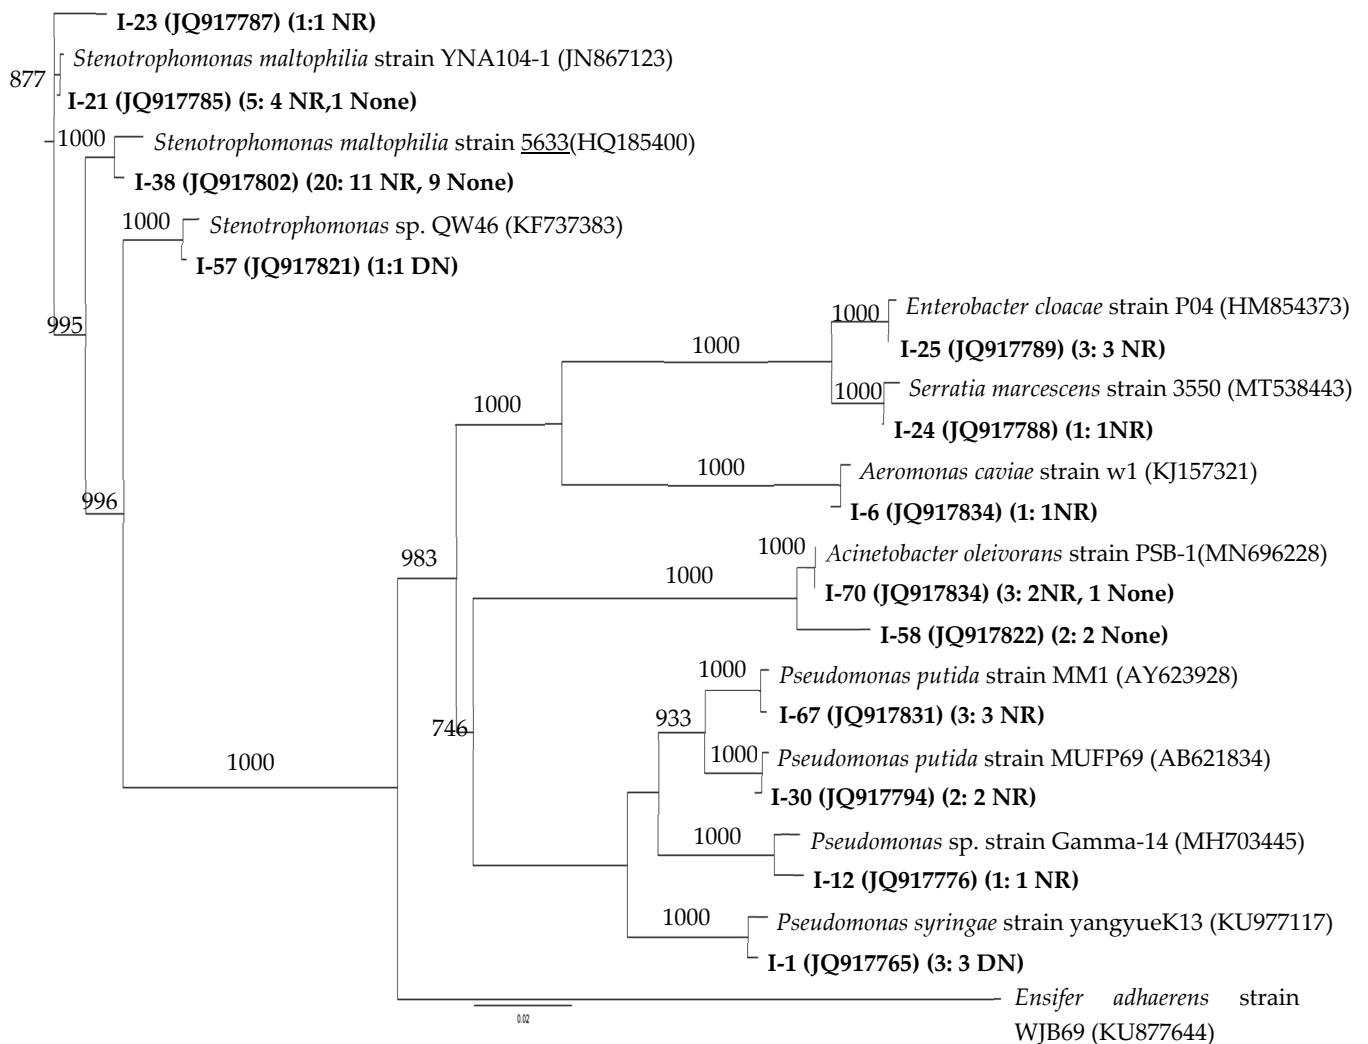 I-23 (JQ917787) (1:1 NR)
Stenotrophomonas maltophilia strain YNA104-1 (JN867123)
877
I-21 (JQ917785) (5: 4 NR,1 None)
1000
Stenotrophomonas maltophilia strain 5633(HQ185400)
I-38 (JQ917802) (20: 11 NR, 9 None)
1000
Stenotrophomonas sp. QW46 (KF737383)
I-57 (JQ917821) (1:1 DN)
995
Enterobacter cloacae strain P04 (HM854373)
1000
I-25 (JQ917789) (3: 3 NR)
1000
Serratia marcescens strain 3550 (MT538443)
1000
I-24 (JQ917788) (1: 1NR)
1000
Aeromonas caviae strain w1 (KJ157321)
1000
I-6 (JQ917834) (1: 1NR)
996
983
1000
Acinetobacter oleivorans strain PSB-1(MN696228)
1000
I-70 (JQ917834) (3: 2NR, 1 None)
I-58 (JQ917822) (2: 2 None)
1000
Pseudomonas putida strain MM1 (AY623928)
I-67 (JQ917831) (3: 3 NR)
933
746
1000
Pseudomonas putida strain MUFP69 (AB621834)
I-30 (JQ917794) (2: 2 NR)
1000
1000
Pseudomonas sp. strain Gamma-14 (MH703445)
I-12 (JQ917776) (1: 1 NR)
1000
Pseudomonas syringae strain yangyueK13 (KU977117)
I-1 (JQ917765) (3: 3 DN)
Ensifer adhaerens strain
WJB69 (KU877644)
0.02